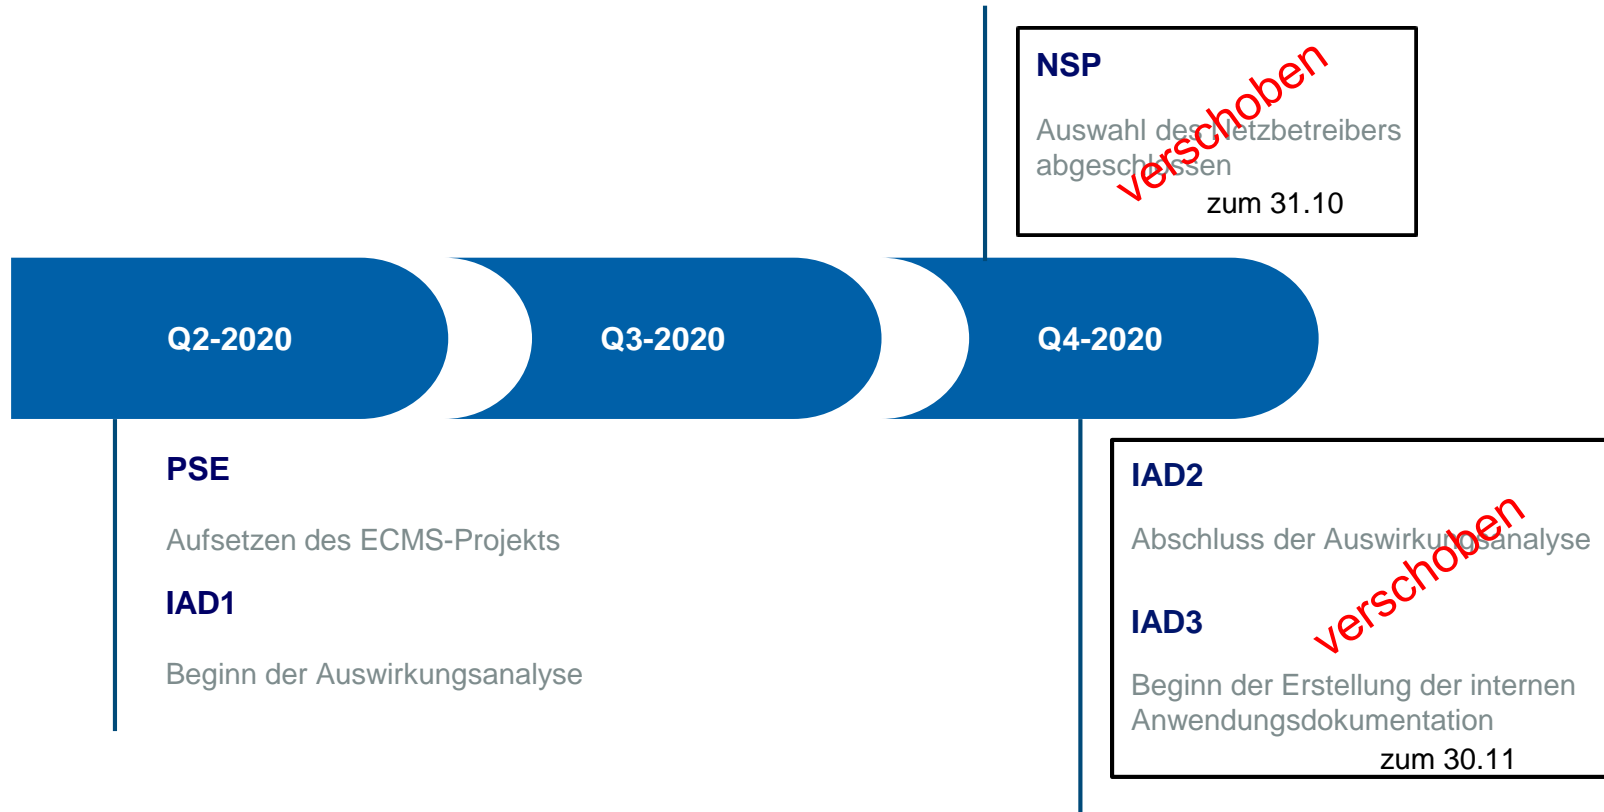 NSP
Auswahl des Netzbetreibers
abgeschlossen
verschoben
zum 31.10
Q2-2020
Q3-2020
Q4-2020
PSE
Aufsetzen des ECMS-Projekts
IAD1
Beginn der Auswirkungsanalyse
IAD2
Abschluss der Auswirkungsanalyse
verschoben
IAD3
Beginn der Erstellung der internen
Anwendungsdokumentation
zum 30.11